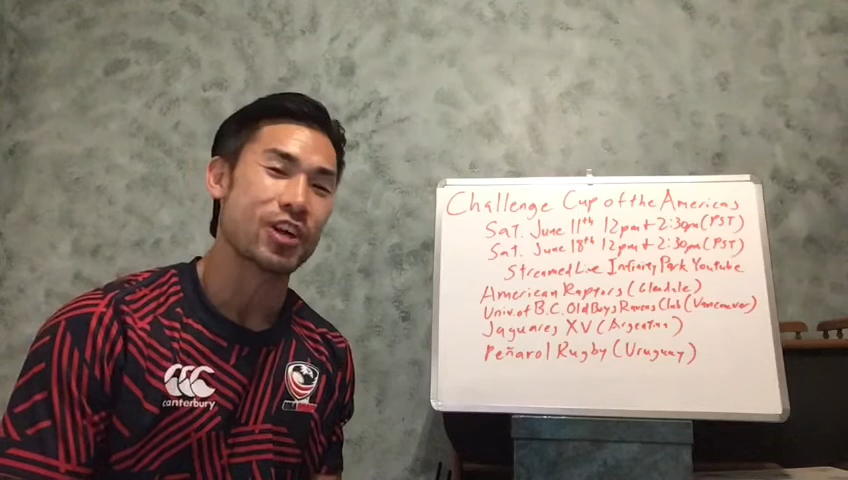 Challenge Cup of the Americas
Sat. June 11th 12pm + 2:30pm (PST)
Sat. June 18th 12pm + 2:30pm (PST)
Streamed Live Infinity Park Youtube
American Raptors (Glendale)
Univ. of B.C. Old Boys Ravens Club (Vancouver)
Jaguares XV (Argentina)
Peñarol Rugby (Uruguay)
canterbury